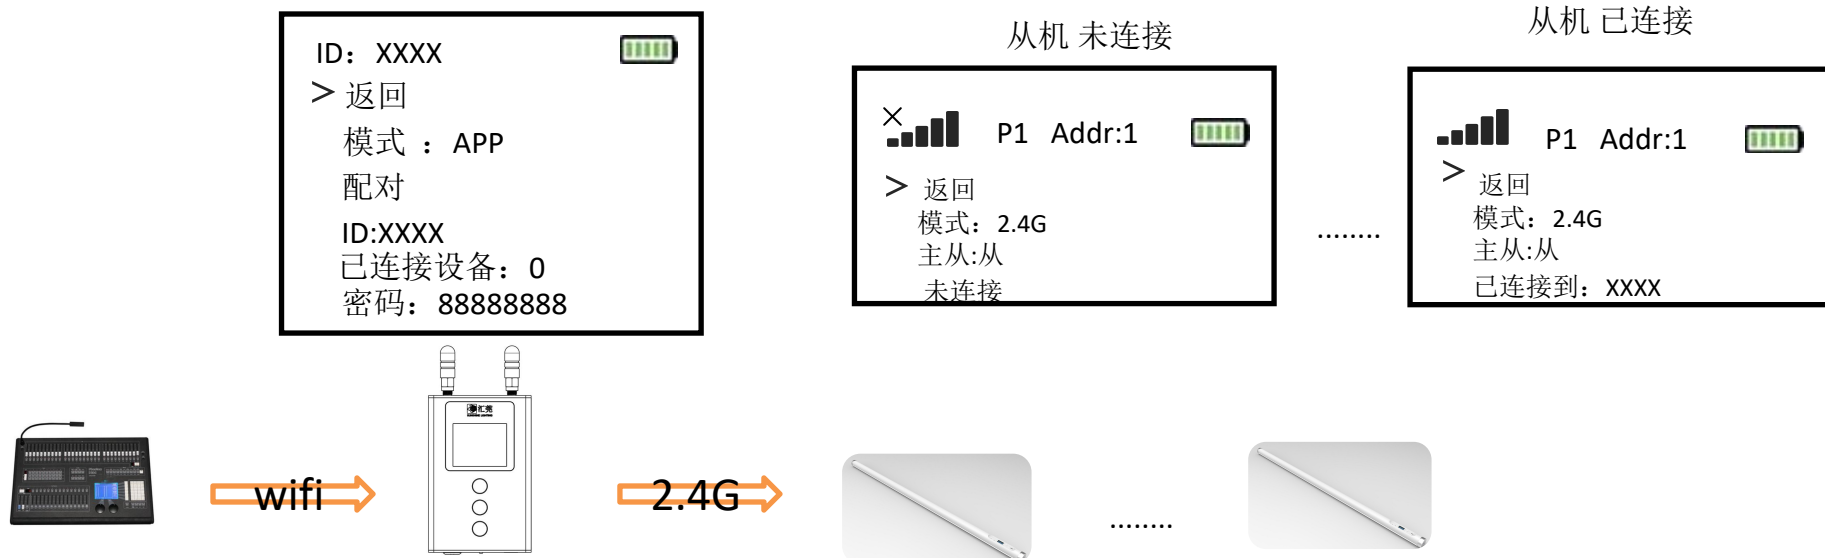 ID：XXXX
> 返回
模式 ：APP
配对
ID:XXXX
已连接设备：0
密码：88888888
从机 未连接
P1 Addr:1
> 返回
模式：2.4G
主从:从
未连接
........
从机 已连接
P1 Addr:1
> 返回
模式：2.4G
主从:从
已连接到：XXXX
wifi
汇莞
2.4G
........